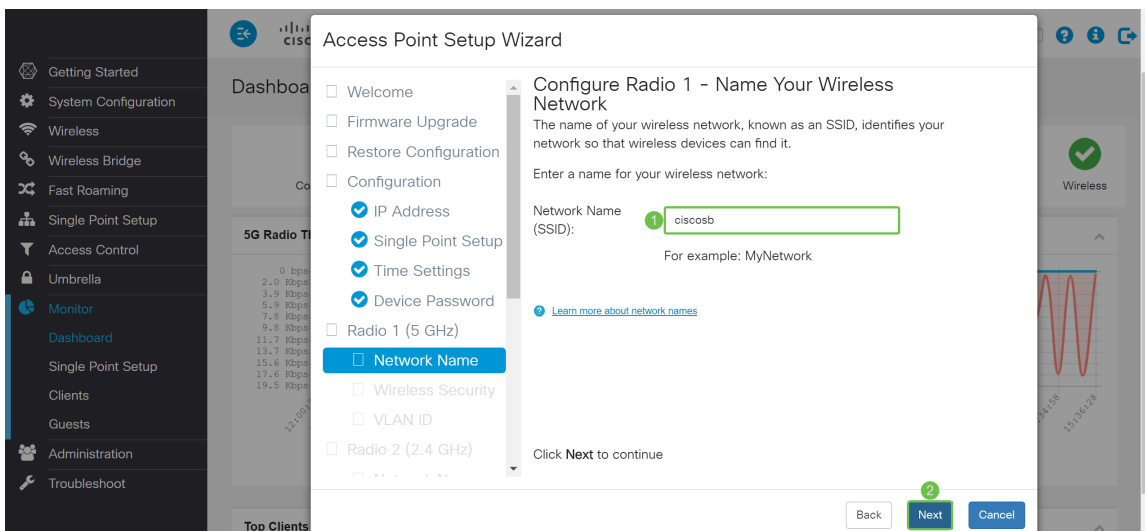 CISC
Access Point Setup Wizard
Getting Started
System Configuration
Wireless
Wireless Bridge
Fast Roaming
Single Point Setup
Access Control
Umbrella
Monitor
Dashboard
Single Point Setup
Clients
Guests
Administration
Troubleshoot
Dashboa
Co
5G Radio Th
0 bps
2.0 Kbps
3.9 Kbps
5.9 Kbps
7.8 Kbps
9.8 Kbps
11.7 Kbps
13.7 Kbps
15.6 Kbps
17.6 Kbps
19.5 Kbps
Top Clients
Welcome
Firmware Upgrade
Restore Configuration
Configuration
IP Address
Single Point Setup
Time Settings
Device Password
Radio 1 (5 GHz)
Network Name
Wireless Security
VLAN ID
Radio 2 (2.4 GHz)
Configure Radio 1 - Name Your Wireless
Network
The name of your wireless network, known as an SSID, identifies your
network so that wireless devices can find it.
Enter a name for your wireless network:
Network Name
(SSID):
1
ciscosb
For example: MyNetwork
Learn more about network names
Click Next to continue
2
Back
Next
Cancel
Wireless
15:36:28